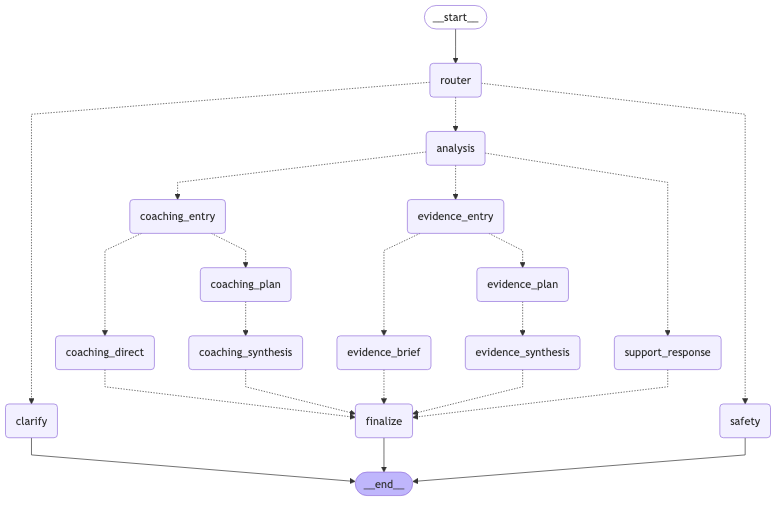 __start__
router
analysis
coaching_entry
evidence_entry
coaching_plan
evidence_plan
coaching_direct
coaching_synthesis
evidence_brief
evidence_synthesis
support_response
clarify
finalize
safety
__end__